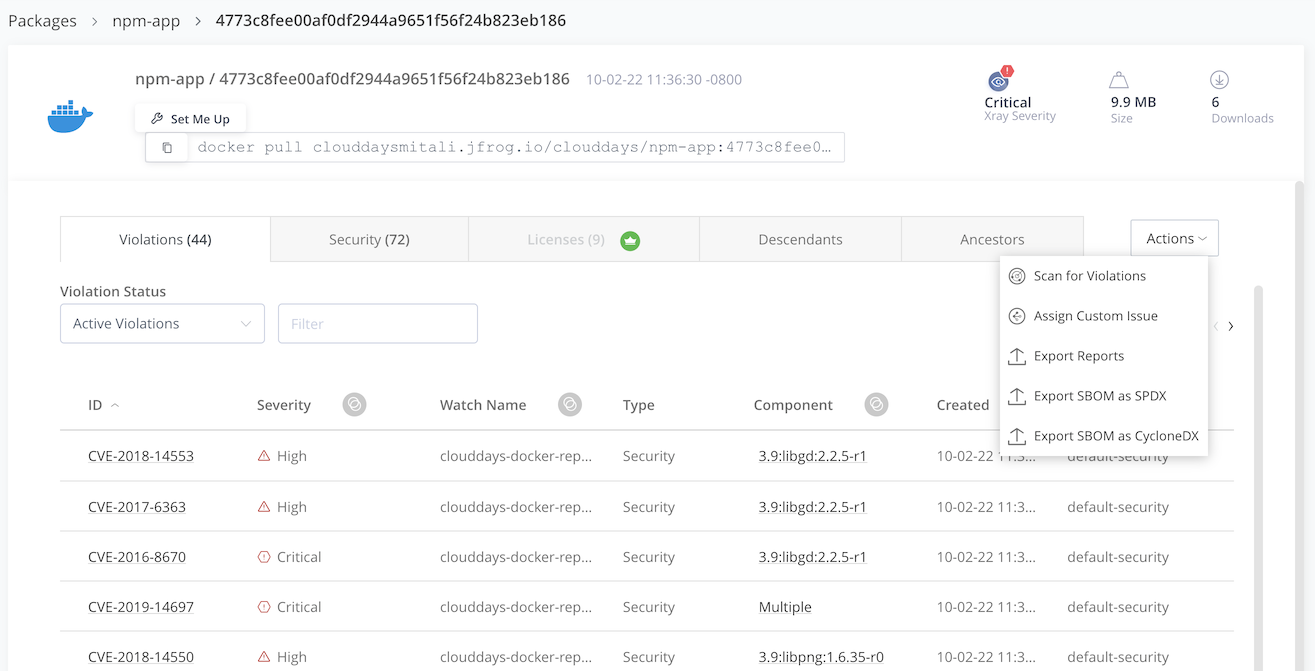 Packages > npm-app > 4773c8fee00af0df2944a9651f56f24b823eb186
npm-app / 4773c8fee00af0df2944a9651f56f24b823eb186 10-02-22 11:36:30 -0800
Set Me Up
docker pull clouddaysmitali.jfrog.io/clouddays/npm-app:4773c8fee0…
Critical
Xray Severity
9.9 MB
Size
6
Downloads
Violations (44) Security (72) Licenses (9) Descendants Ancestors Actions
Scan for Violations
Assign Custom Issue
Export Reports
Export SBOM as SPDX
Export SBOM as CycloneDX
Violation Status
Active Violations Filter
ID Severity Watch Name Type Component Created
CVE-2018-14553 High clouddays-docker-rep... Security 3.9:libgd:2.2.5-r1 10-02-22 11:3... default-security
CVE-2017-6363 High clouddays-docker-rep... Security 3.9:libgd:2.2.5-r1 10-02-22 11:3... default-security
CVE-2016-8670 Critical clouddays-docker-rep... Security 3.9:libgd:2.2.5-r1 10-02-22 11:3... default-security
CVE-2019-14697 Critical clouddays-docker-rep... Security Multiple 10-02-22 11:3... default-security
CVE-2018-14550 High clouddays-docker-rep... Security 3.9:libpng:1.6.35-r0 10-02-22 11:3... default-security